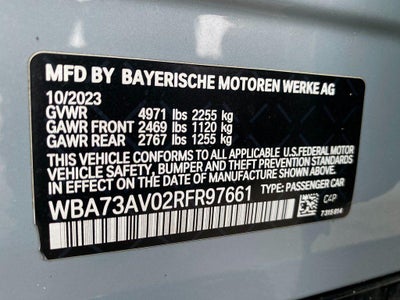 MFD BY BAYERISCHE MOTOREN WERKE AG
10/2023
GVWR 4971 lbs 2255 kg
GAWR FRONT 2469 lbs 1120 kg
GAWR REAR 2767 lbs 1255 kg
THIS VEHICLE CONFORMS TO ALL APPLICABLE U.S.FEDERAL MOTOR
VEHICLE SAFETY, BUMPER, AND THEFT PREVENTION STANDARDS
IN EFFECT ON THE DATE OF MANUFACTURE SHOWN ABOVE.
WBA73AV02RFR97661 TYPE: PASSENGER CAR
C4P
7315914